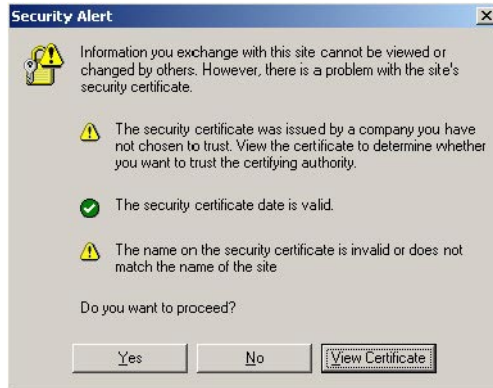 Security Alert
Information you exchange with this site cannot be viewed or
changed by others. However, there is a problem with the site's
security certificate.
The security certificate was issued by a company you have
not chosen to trust. View the certificate to determine whether
you want to trust the certifying authority.
The security certificate date is valid.
The name on the security certificate is invalid or does not
match the name of the site
Do you want to proceed?
Yes No View Certificate